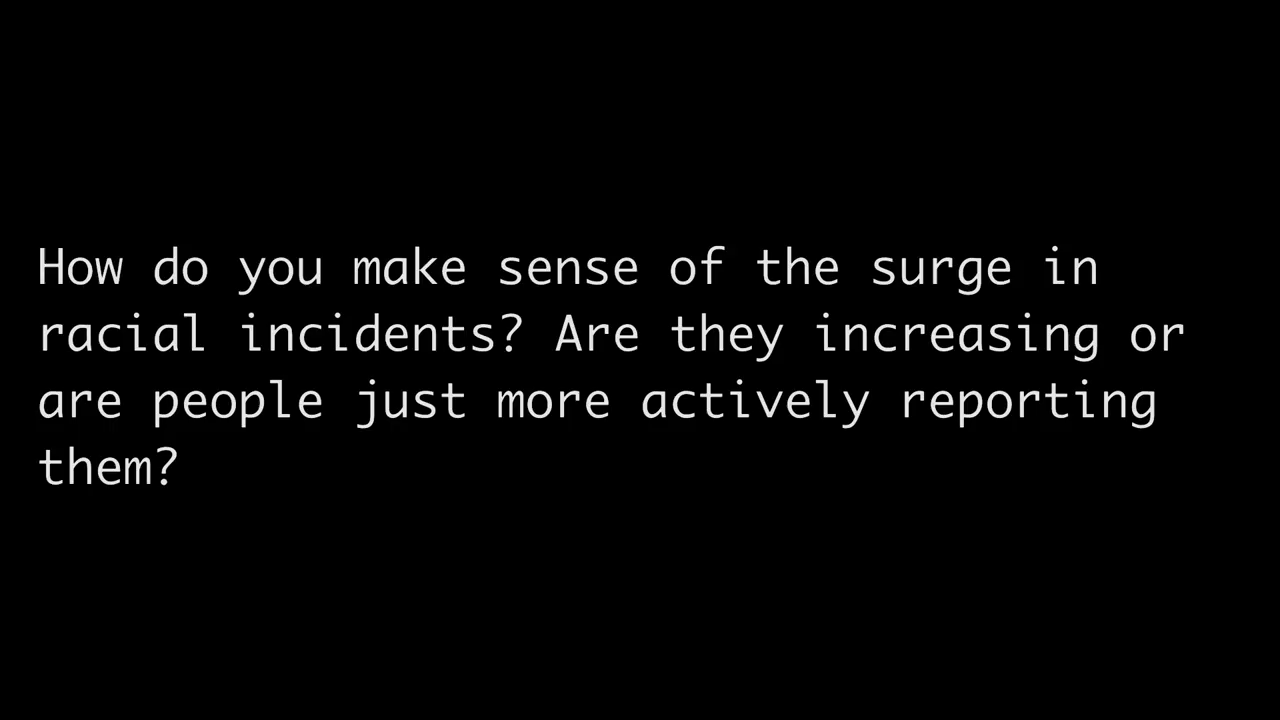 How do you make sense of the surge in
racial incidents? Are they increasing or
are people just more actively reporting
them?